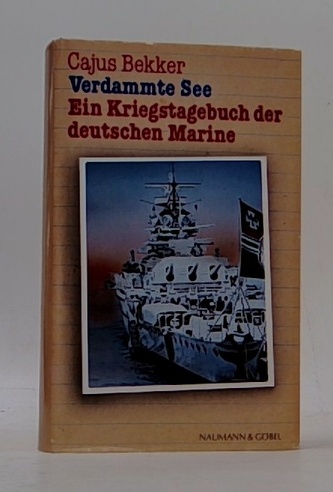 Cajus Bekker
Verdammte See
Ein Kriegstagebuch der
deutschen Marine
NAUMANN & GÖBEL